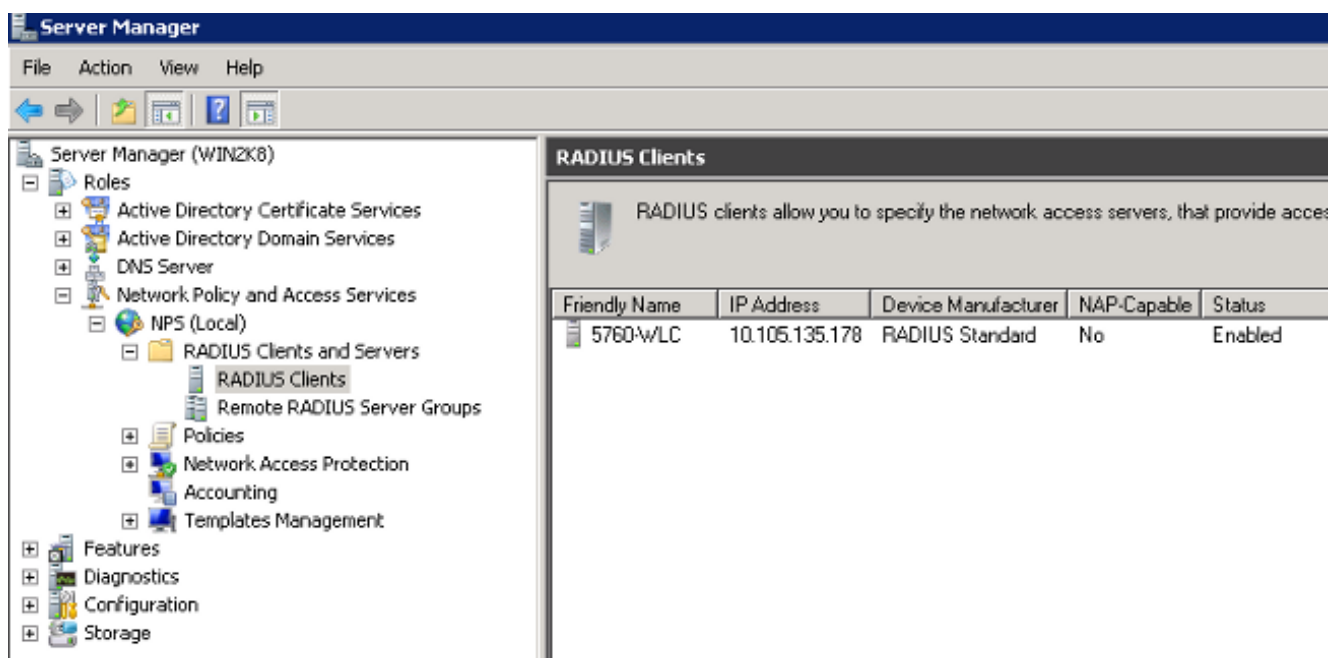 Server Manager
File Action View Help
Server Manager (WIN2K8)
Roles
Active Directory Certificate Services
Active Directory Domain Services
DNS Server
Network Policy and Access Services
NPS (Local)
RADIUS Clients and Servers
RADIUS Clients
Remote RADIUS Server Groups
Policies
Network Access Protection
Accounting
Templates Management
Features
Diagnostics
Configuration
Storage
RADIUS Clients
RADIUS clients allow you to specify the network access servers, that provide acces
Friendly Name IP Address Device Manufacturer NAP-Capable Status
5760-WLC 10.105.135.178 RADIUS Standard No Enabled